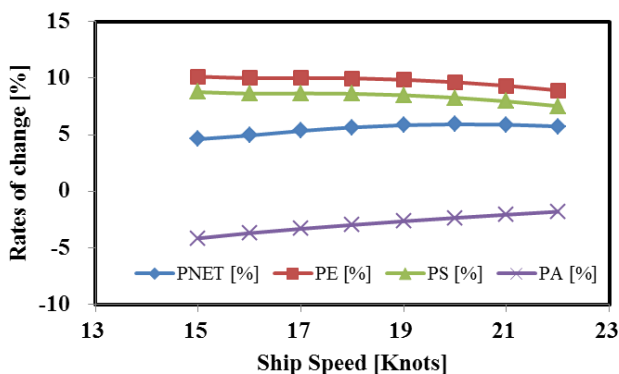 Rates of change [%]
15
10
5
0
-5
-10
PNET [%] PE [%] PS [%] PA [%]
13 15 17 19 21 23
Ship Speed [Knots]